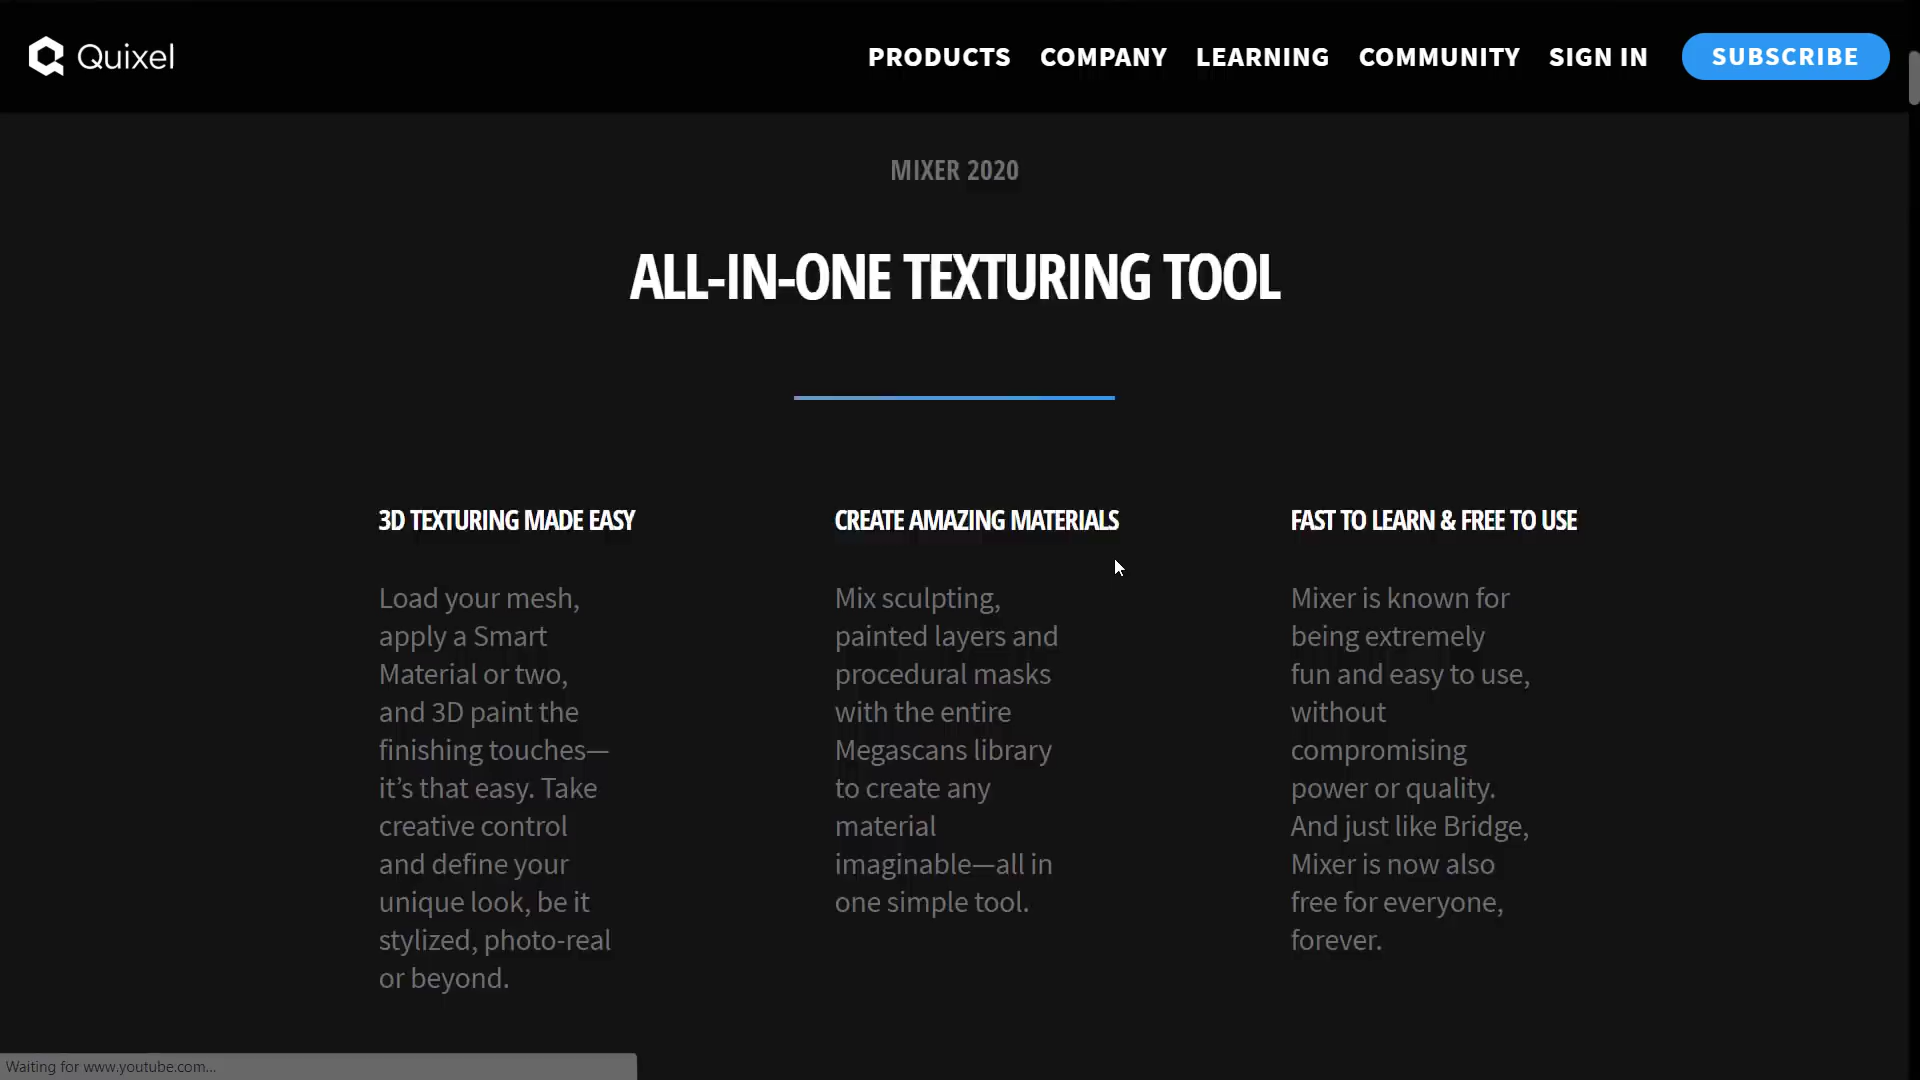 Quixel
PRODUCTS COMPANY LEARNING COMMUNITY SIGN IN SUBSCRIBE
MIXER 2020
ALL-IN-ONE TEXTURING TOOL
3D TEXTURING MADE EASY
Load your mesh,
apply a Smart
Material or two,
and 3D paint the
finishing touches—
it’s that easy. Take
creative control
and define your
unique look, be it
stylized, photo-real
or beyond.
CREATE AMAZING MATERIALS
Mix sculpting,
painted layers and
procedural masks
with the entire
Megascans library
to create any
material
imaginable—all in
one simple tool.
FAST TO LEARN & FREE TO USE
Mixer is known for
being extremely
fun and easy to use,
without
compromising
power or quality.
And just like Bridge,
Mixer is now also
free for everyone,
forever.
Waiting for www.youtube.com...